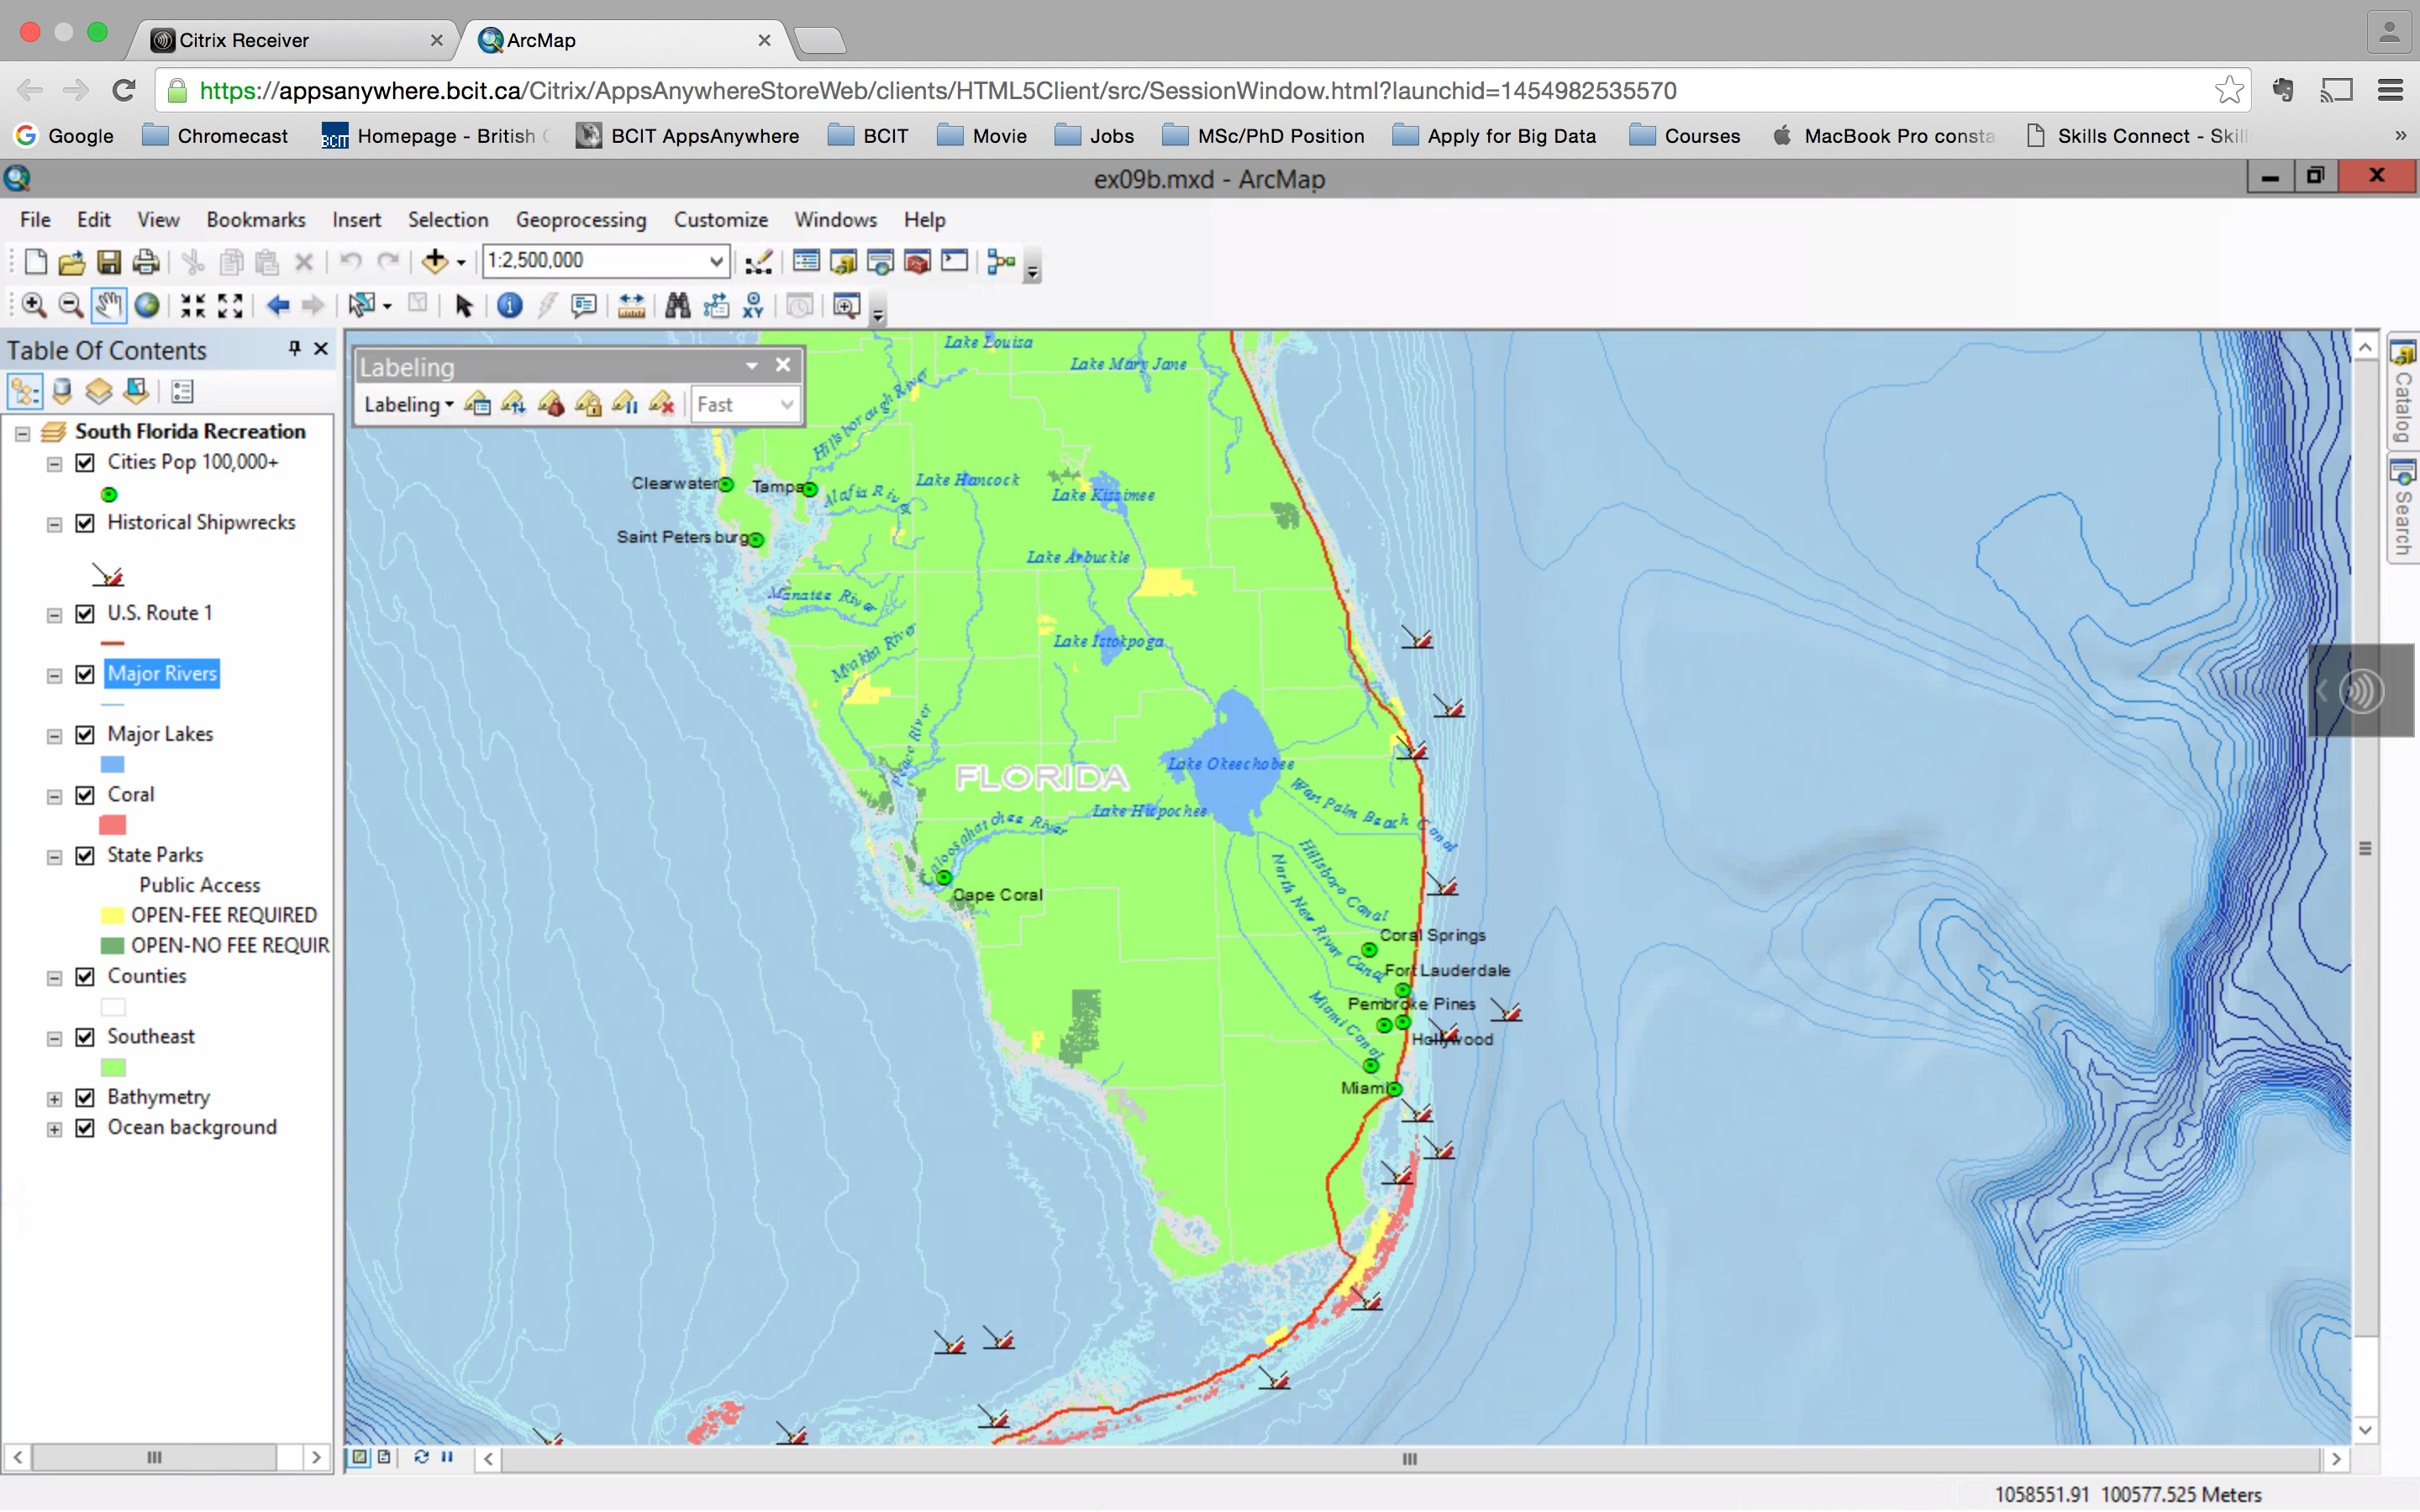 Citrix Receiver
ArcMap
https://appsanywhere.bcit.ca/Citrix/AppsAnywhereStoreWeb/clients/HTML5Client/src/SessionWindow.html?launchid=1454982535570
Google Chromecast Homepage - British BCIT AppsAnywhere BCIT Movie Jobs MSc/PhD Position Apply for Big Data Courses MacBook Pro consta Skills Connect - Skil »
ex09b.mxd - ArcMap
File Edit View Bookmarks Insert Selection Geoprocessing Customize Windows Help
1:2,500,000
Table Of Contents
South Florida Recreation
Cities Pop 100,000+
Historical Shipwrecks
U.S. Route 1
Major Rivers
Major Lakes
Coral
State Parks
Public Access
OPEN-FEE REQUIRED
OPEN-NO FEE REQUIR
Counties
Southeast
Bathymetry
Ocean background
Labeling
Labeling Fast
Lake Louisa
Lake Mary Jane
Hillsborough River
Clearwater
Tampa
Alafia River
Lake Hancock
Lake Kissimee
Saint Petersburg
Lake Arbuckle
Manatee River
Myakka River
Lake Istokpoga
Peace River
FLORIDA
Lake Okeechobee
Lake Hicpochee
Caloosahatchee River
West Palm Beach Canal
Hillsboro Canal
North New River Canal
Cape Coral
Coral Springs
Fort Lauderdale
Pembroke Pines
Hollywood
Miami Canal
Miami
Catalog
Search
1058551.91 100577.525 Meters